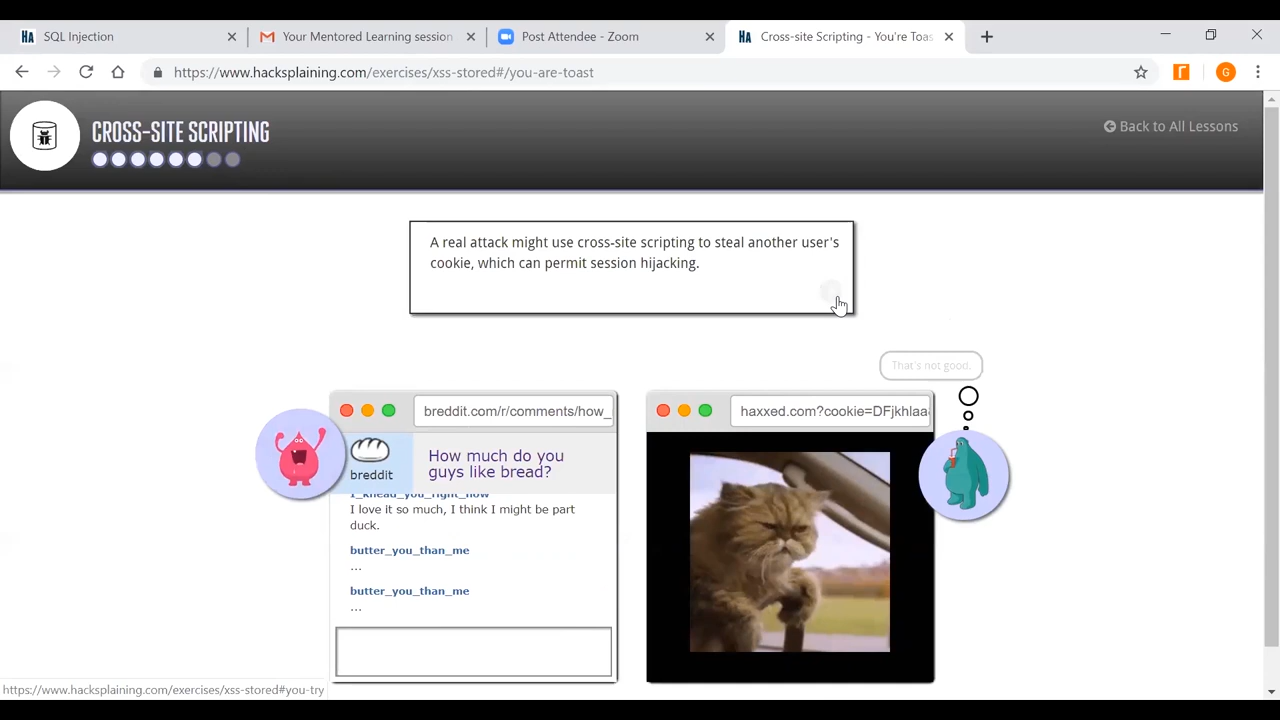 SQL Injection
Your Mentored Learning session
Post Attendee - Zoom
Cross-site Scripting - You're Toas
https://www.hacksplaining.com/exercises/xss-stored#/you-are-toast
G
CROSS-SITE SCRIPTING
Back to All Lessons
A real attack might use cross-site scripting to steal another user's
cookie, which can permit session hijacking.
That's not good.
breddit.com/r/comments/how_
haxxed.com?cookie=DFjkhlaa
breddit
How much do you
guys like bread?
I_knead_you_right_now
I love it so much, I think I might be part
duck.
butter_you_than_me
...
butter_you_than_me
...
https://www.hacksplaining.com/exercises/xss-stored#you-try